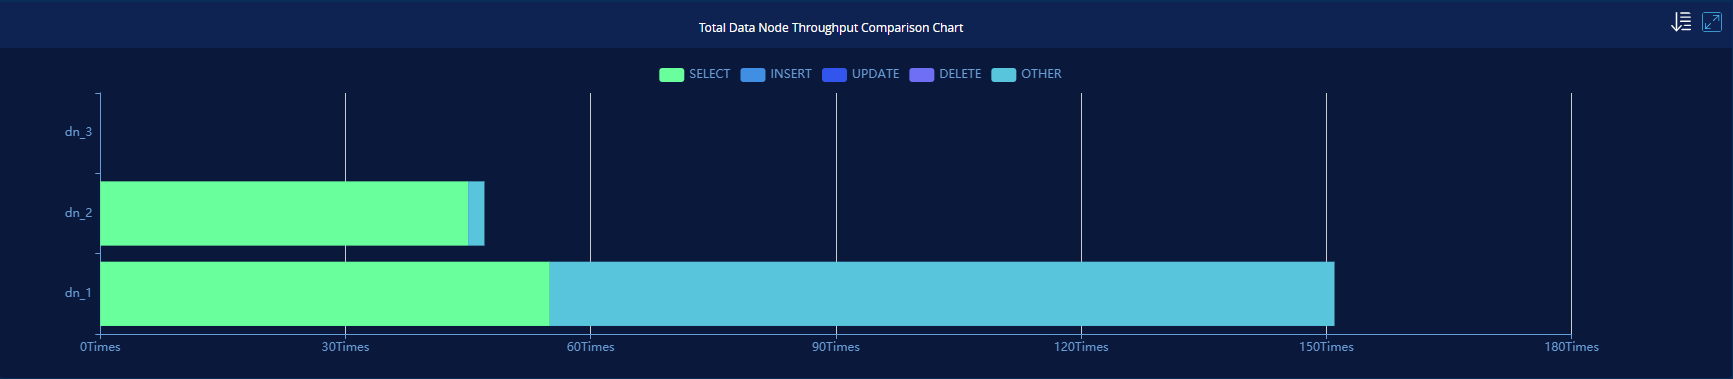 Total Data Node Throughput Comparison Chart
SELECT INSERT UPDATE DELETE OTHER
dn_3
dn_2
dn_1
0Times 30Times 60Times 90Times 120Times 150Times 180Times